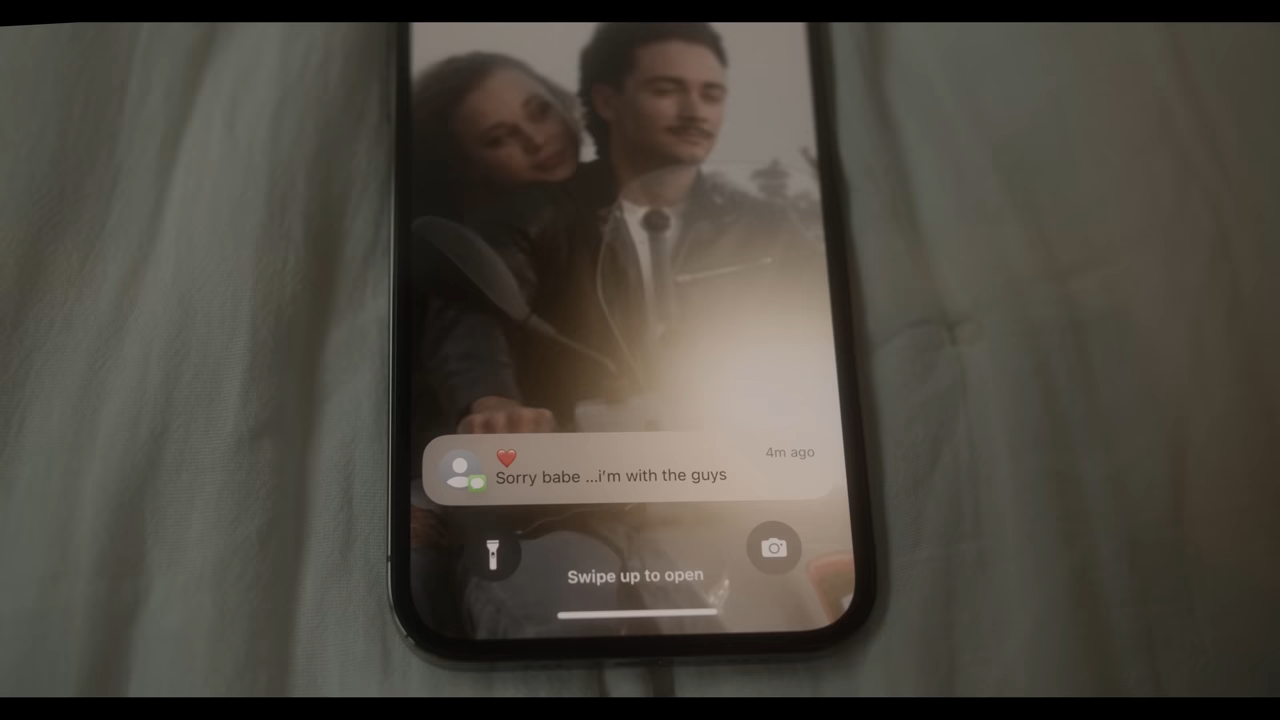 ❤️
4m ago
Sorry babe ...i'm with the guys
Swipe up to open